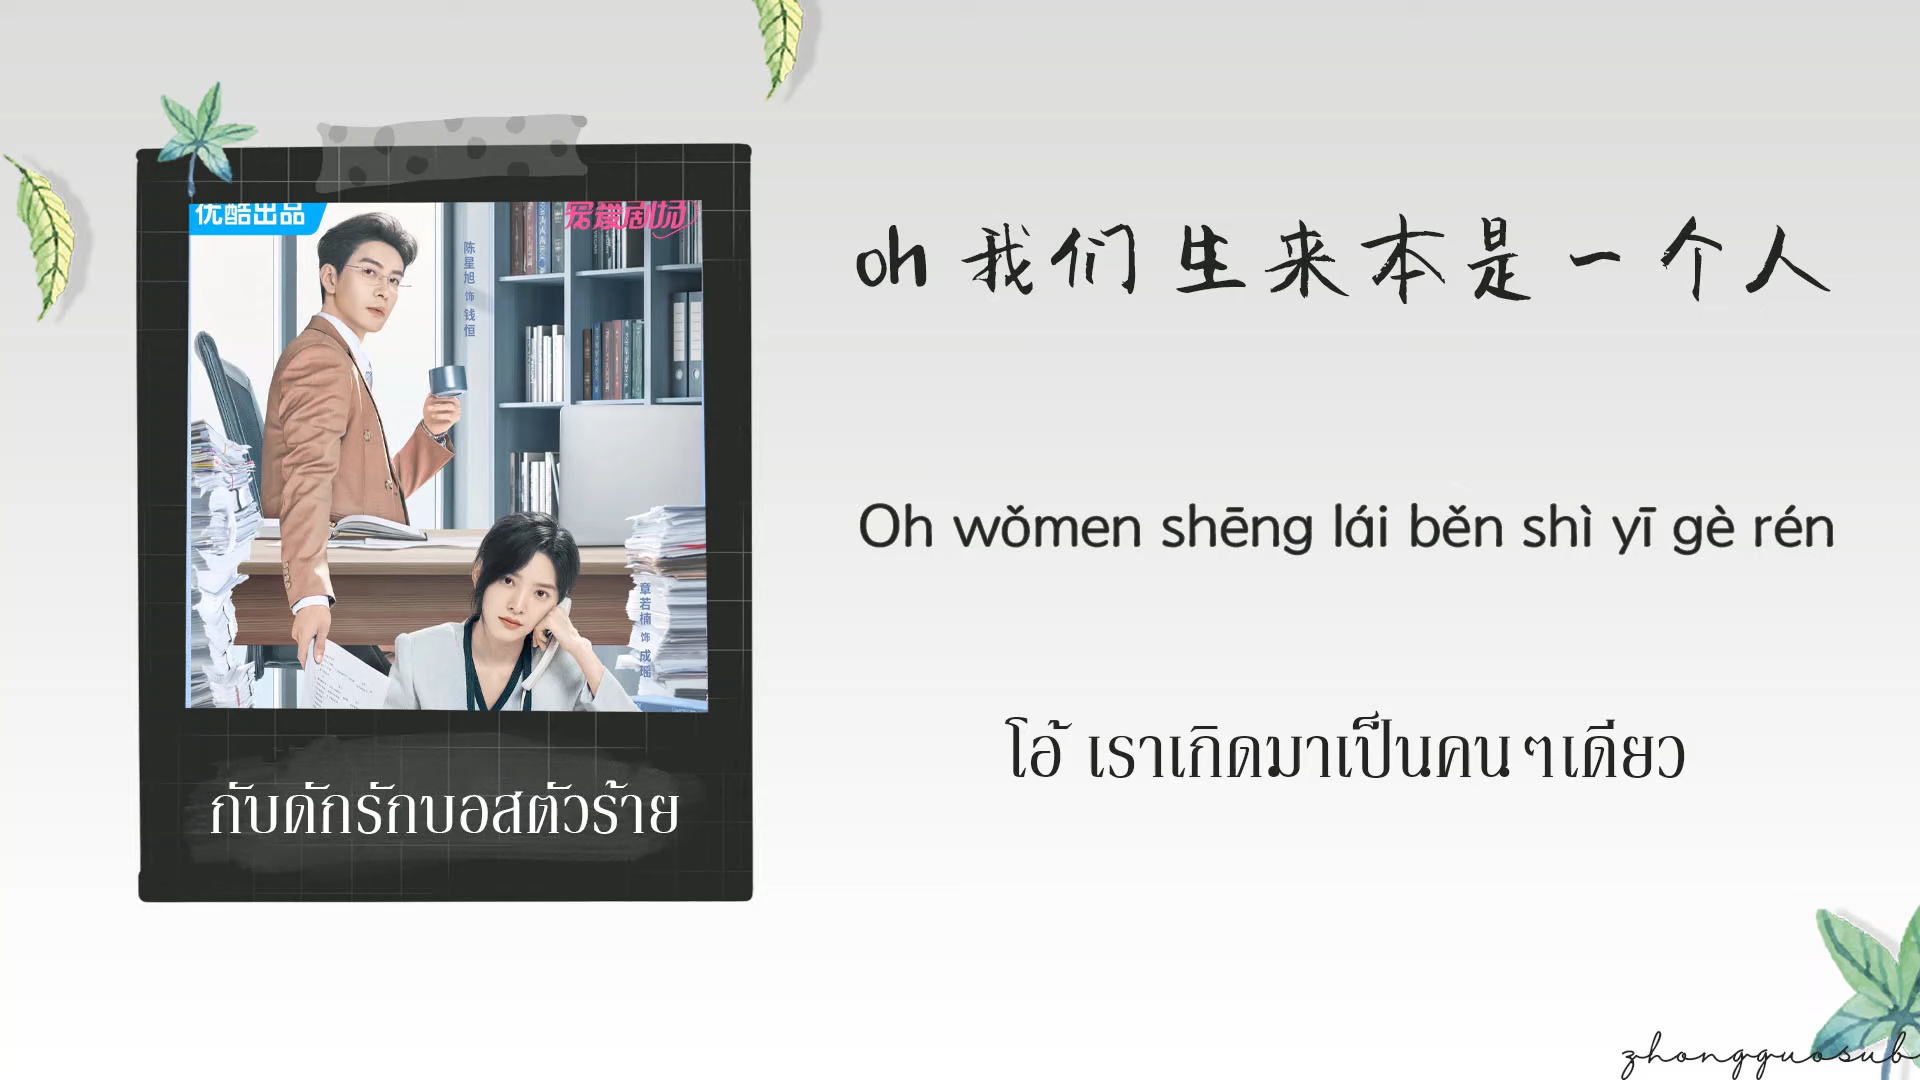 优酷出品
宠爱剧场
陈星旭 饰 钱恒
章若楠 饰 成瑶
กับดักรักบอสตัวร้าย
oh 我们生来本是一个人
Oh wǒmen shēng lái běn shì yī gè rén
โอ้ เราเกิดมาเป็นคนๆเดียว
zhongguosub